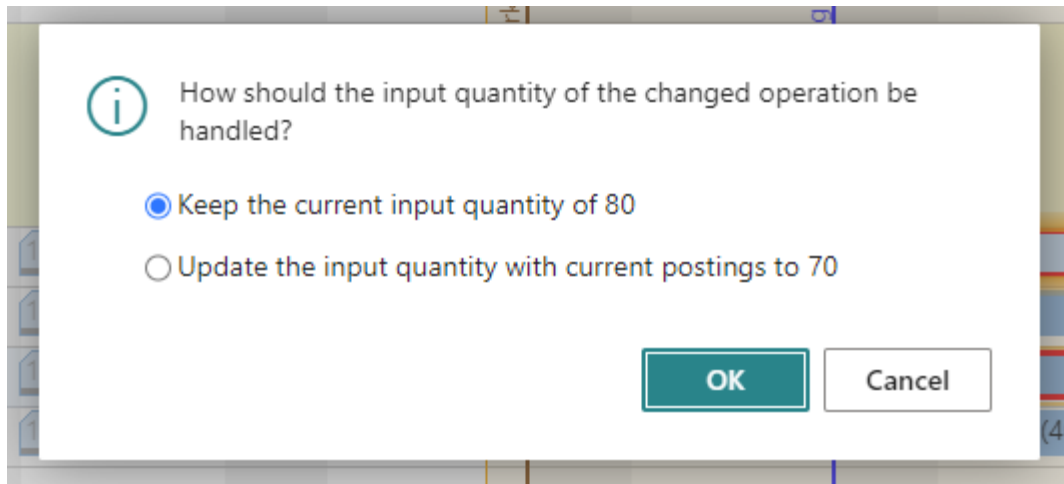 How should the input quantity of the changed operation be
handled?
Keep the current input quantity of 80
Update the input quantity with current postings to 70
OK
Cancel
(4